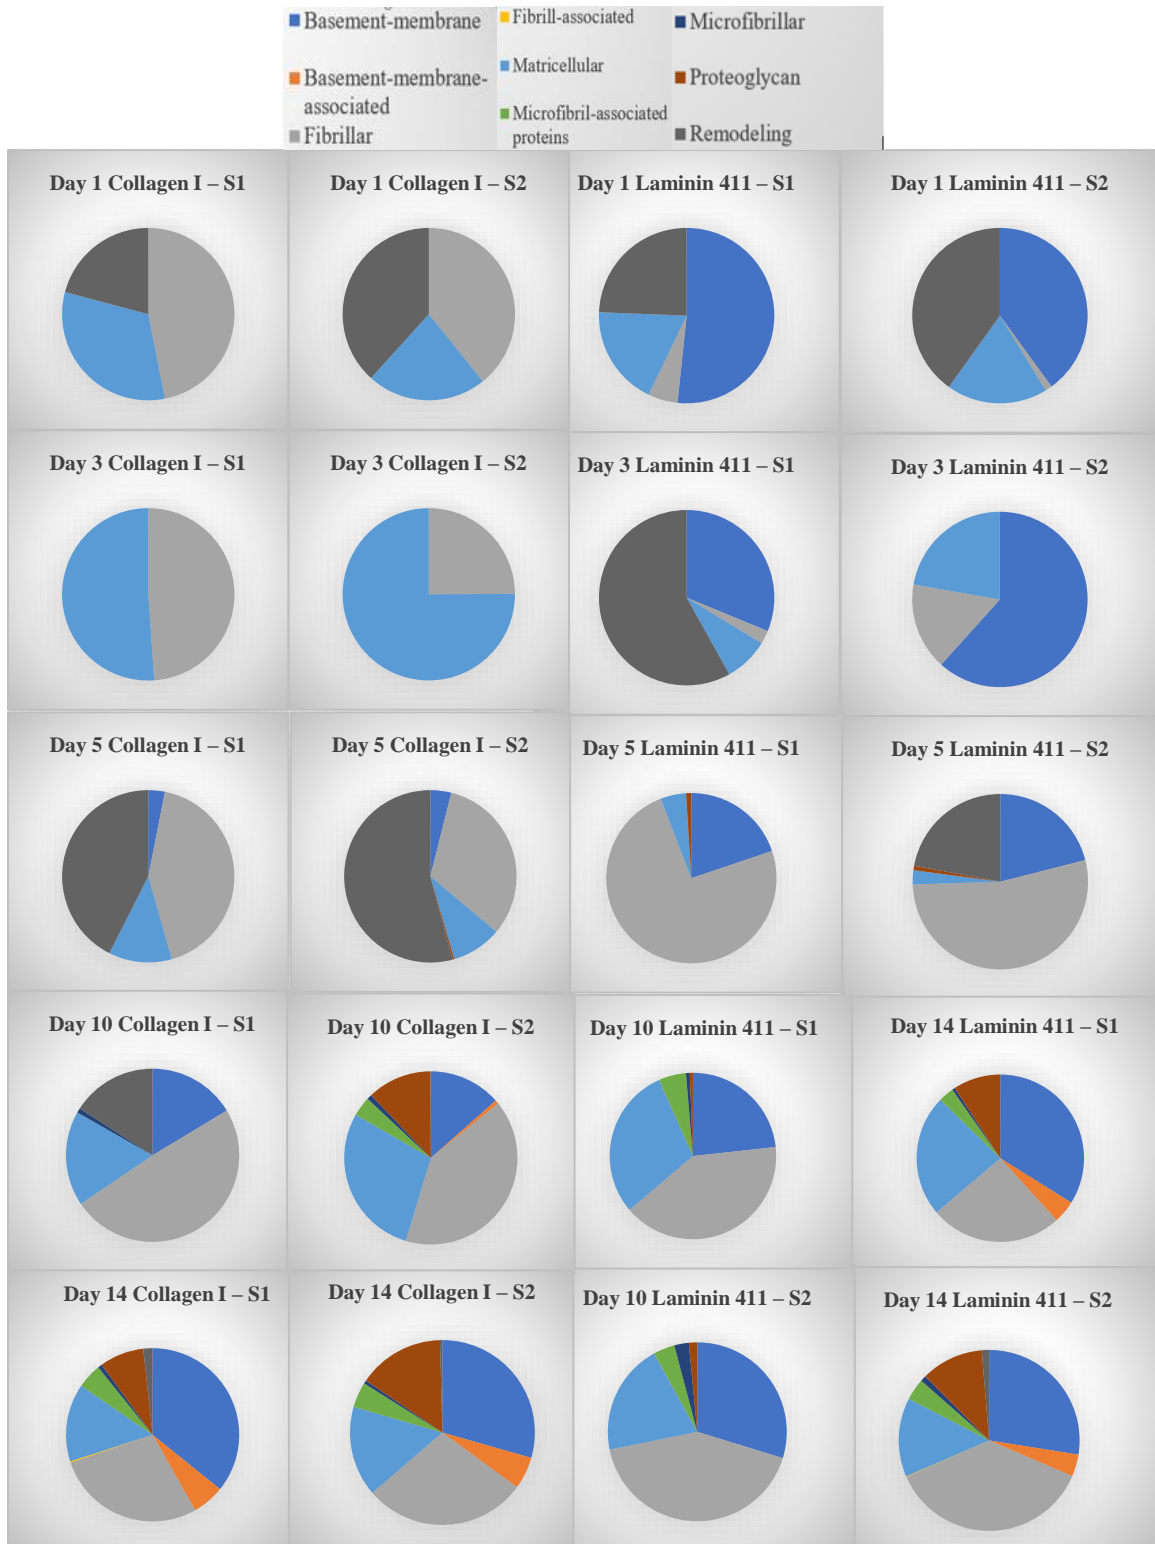 Basement-membrane
Basement-membrane-
associated
Fibrillar
Fibrill-associated
Matricellular
Microfibril-associated
proteins
Microfibrillar
Proteoglycan
Remodeling
Day 1 Collagen I – S1
Day 1 Collagen I – S2
Day 1 Laminin 411 – S1
Day 1 Laminin 411 – S2
Day 3 Collagen I – S1
Day 3 Collagen I – S2
Day 3 Laminin 411 – S1
Day 3 Laminin 411 – S2
Day 5 Collagen I – S1
Day 5 Collagen I – S2
Day 5 Laminin 411 – S1
Day 5 Laminin 411 – S2
Day 10 Collagen I – S1
Day 10 Collagen I – S2
Day 10 Laminin 411 – S1
Day 14 Laminin 411 – S1
Day 14 Collagen I – S1
Day 14 Collagen I – S2
Day 10 Laminin 411 – S2
Day 14 Laminin 411 – S2